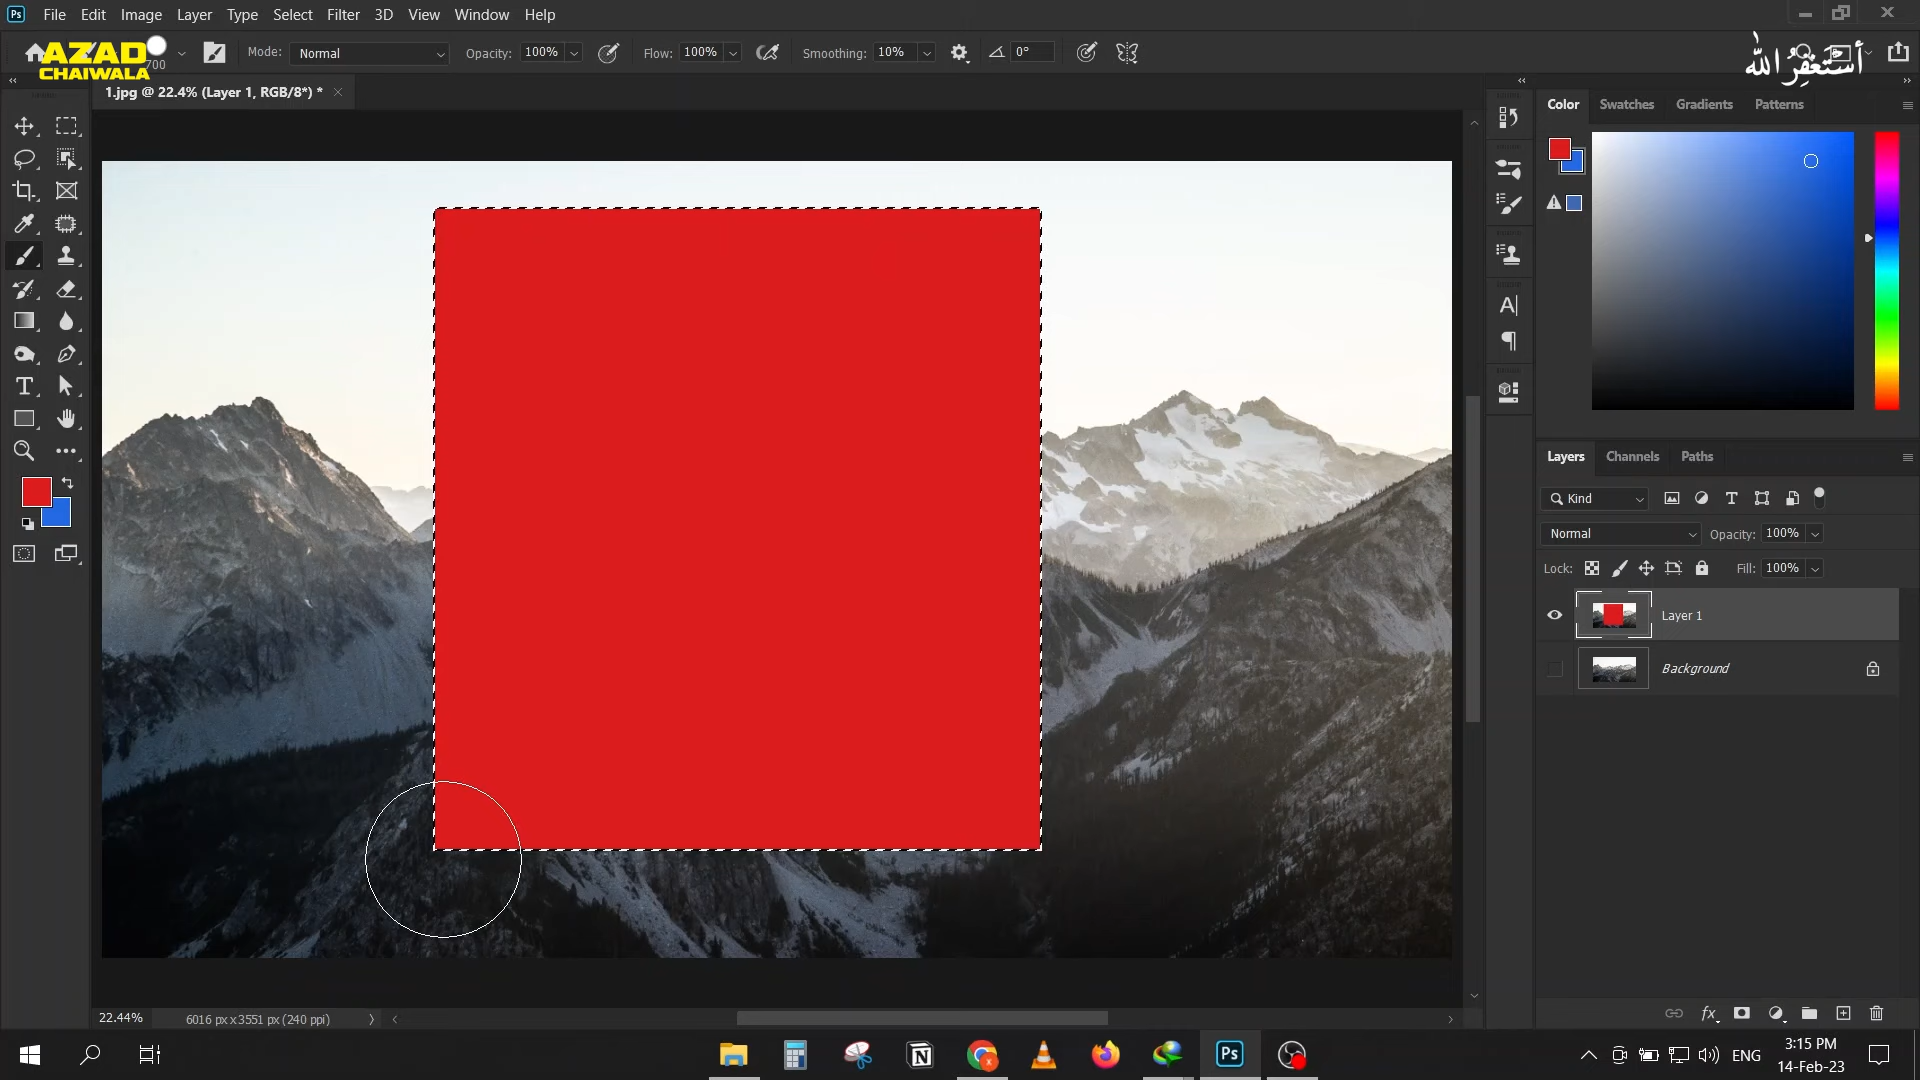 File Edit Image Layer Type Select Filter 3D View Window Help
AZAD
CHAIWALA
700
Mode: Normal Opacity: 100% Flow: 100% Smoothing: 10% 0°
أستغفر الله
1.jpg @ 22.4% (Layer 1, RGB/8*) *
Color Swatches Gradients Patterns
Layers Channels Paths
Kind
Normal Opacity: 100%
Lock: Fill: 100%
Layer 1
Background
22.44% 6016 px x 3551 px (240 ppi)
ENG
3:15 PM
14-Feb-23